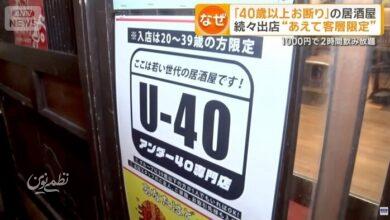 ANN
なぜ
「40歳以上お断り」の居酒屋
続々出店“あえて客層限定”
1000円で2時間飲み放題
※入店は20～39歳の方限定
ここは若い世代の居酒屋です!
U-40
アンダー40専門店
نظمی نوین